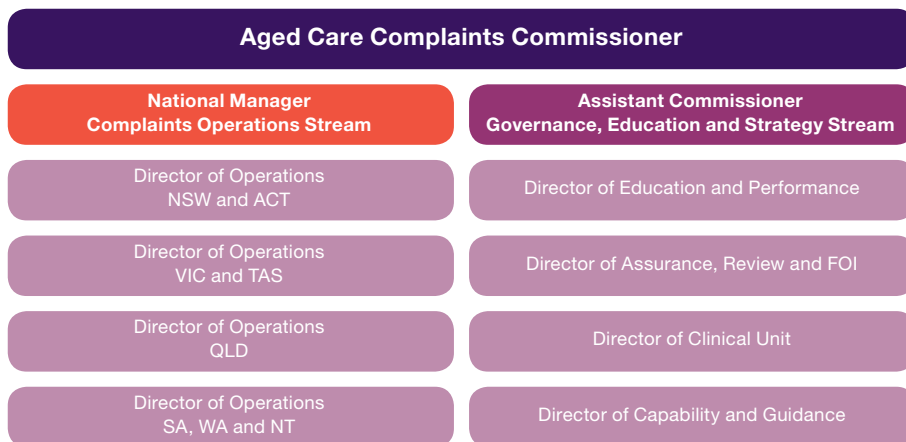 Aged Care Complaints Commissioner
National Manager
Complaints Operations Stream
Assistant Commissioner
Governance, Education and Strategy Stream
Director of Operations
NSW and ACT
Director of Education and Performance
Director of Operations
VIC and TAS
Director of Assurance, Review and FOI
Director of Operations
QLD
Director of Clinical Unit
Director of Operations
SA, WA and NT
Director of Capability and Guidance